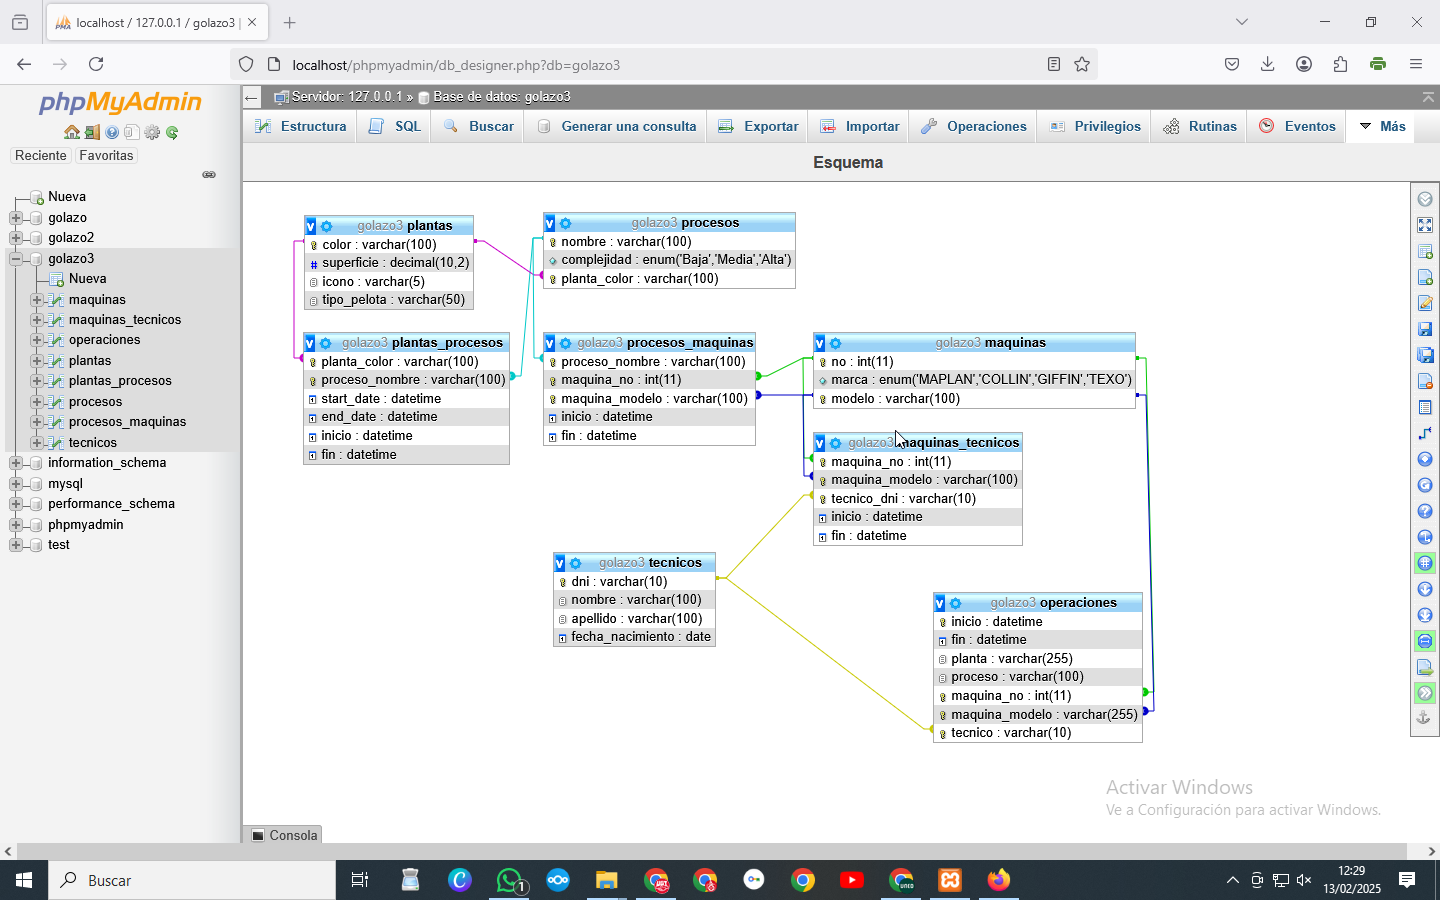 localhost / 127.0.0.1 / golazo3 |
localhost/phpmyadmin/db_designer.php?db=golazo3
phpMyAdmin
Reciente
Favoritas
Nueva
golazo
golazo2
golazo3
Nueva
maquinas
maquinas_tecnicos
operaciones
plantas
plantas_procesos
procesos
procesos_maquinas
tecnicos
information_schema
mysql
performance_schema
phpmyadmin
test
Servidor: 127.0.0.1 » Base de datos: golazo3
Estructura
SQL
Buscar
Generar una consulta
Exportar
Importar
Operaciones
Privilegios
Rutinas
Eventos
Más
Esquema
golazo3 plantas
color : varchar(100)
superficie : decimal(10,2)
icono : varchar(5)
tipo_pelota : varchar(50)
golazo3 procesos
nombre : varchar(100)
complejidad : enum('Baja','Media','Alta')
planta_color : varchar(100)
golazo3 plantas_procesos
planta_color : varchar(100)
proceso_nombre : varchar(100)
start_date : datetime
end_date : datetime
inicio : datetime
fin : datetime
golazo3 procesos_maquinas
proceso_nombre : varchar(100)
maquina_no : int(11)
maquina_modelo : varchar(100)
inicio : datetime
fin : datetime
golazo3 maquinas
no : int(11)
marca : enum('MAPLAN','COLLIN','GIFFIN','TEXO')
modelo : varchar(100)
golazo3 maquinas_tecnicos
maquina_no : int(11)
maquina_modelo : varchar(100)
tecnico_dni : varchar(10)
inicio : datetime
fin : datetime
golazo3 tecnicos
dni : varchar(10)
nombre : varchar(100)
apellido : varchar(100)
fecha_nacimiento : date
golazo3 operaciones
inicio : datetime
fin : datetime
planta : varchar(255)
proceso : varchar(100)
maquina_no : int(11)
maquina_modelo : varchar(255)
tecnico : varchar(10)
Activar Windows
Ve a Configuración para activar Windows.
Consola
Buscar
1
12:29
13/02/2025